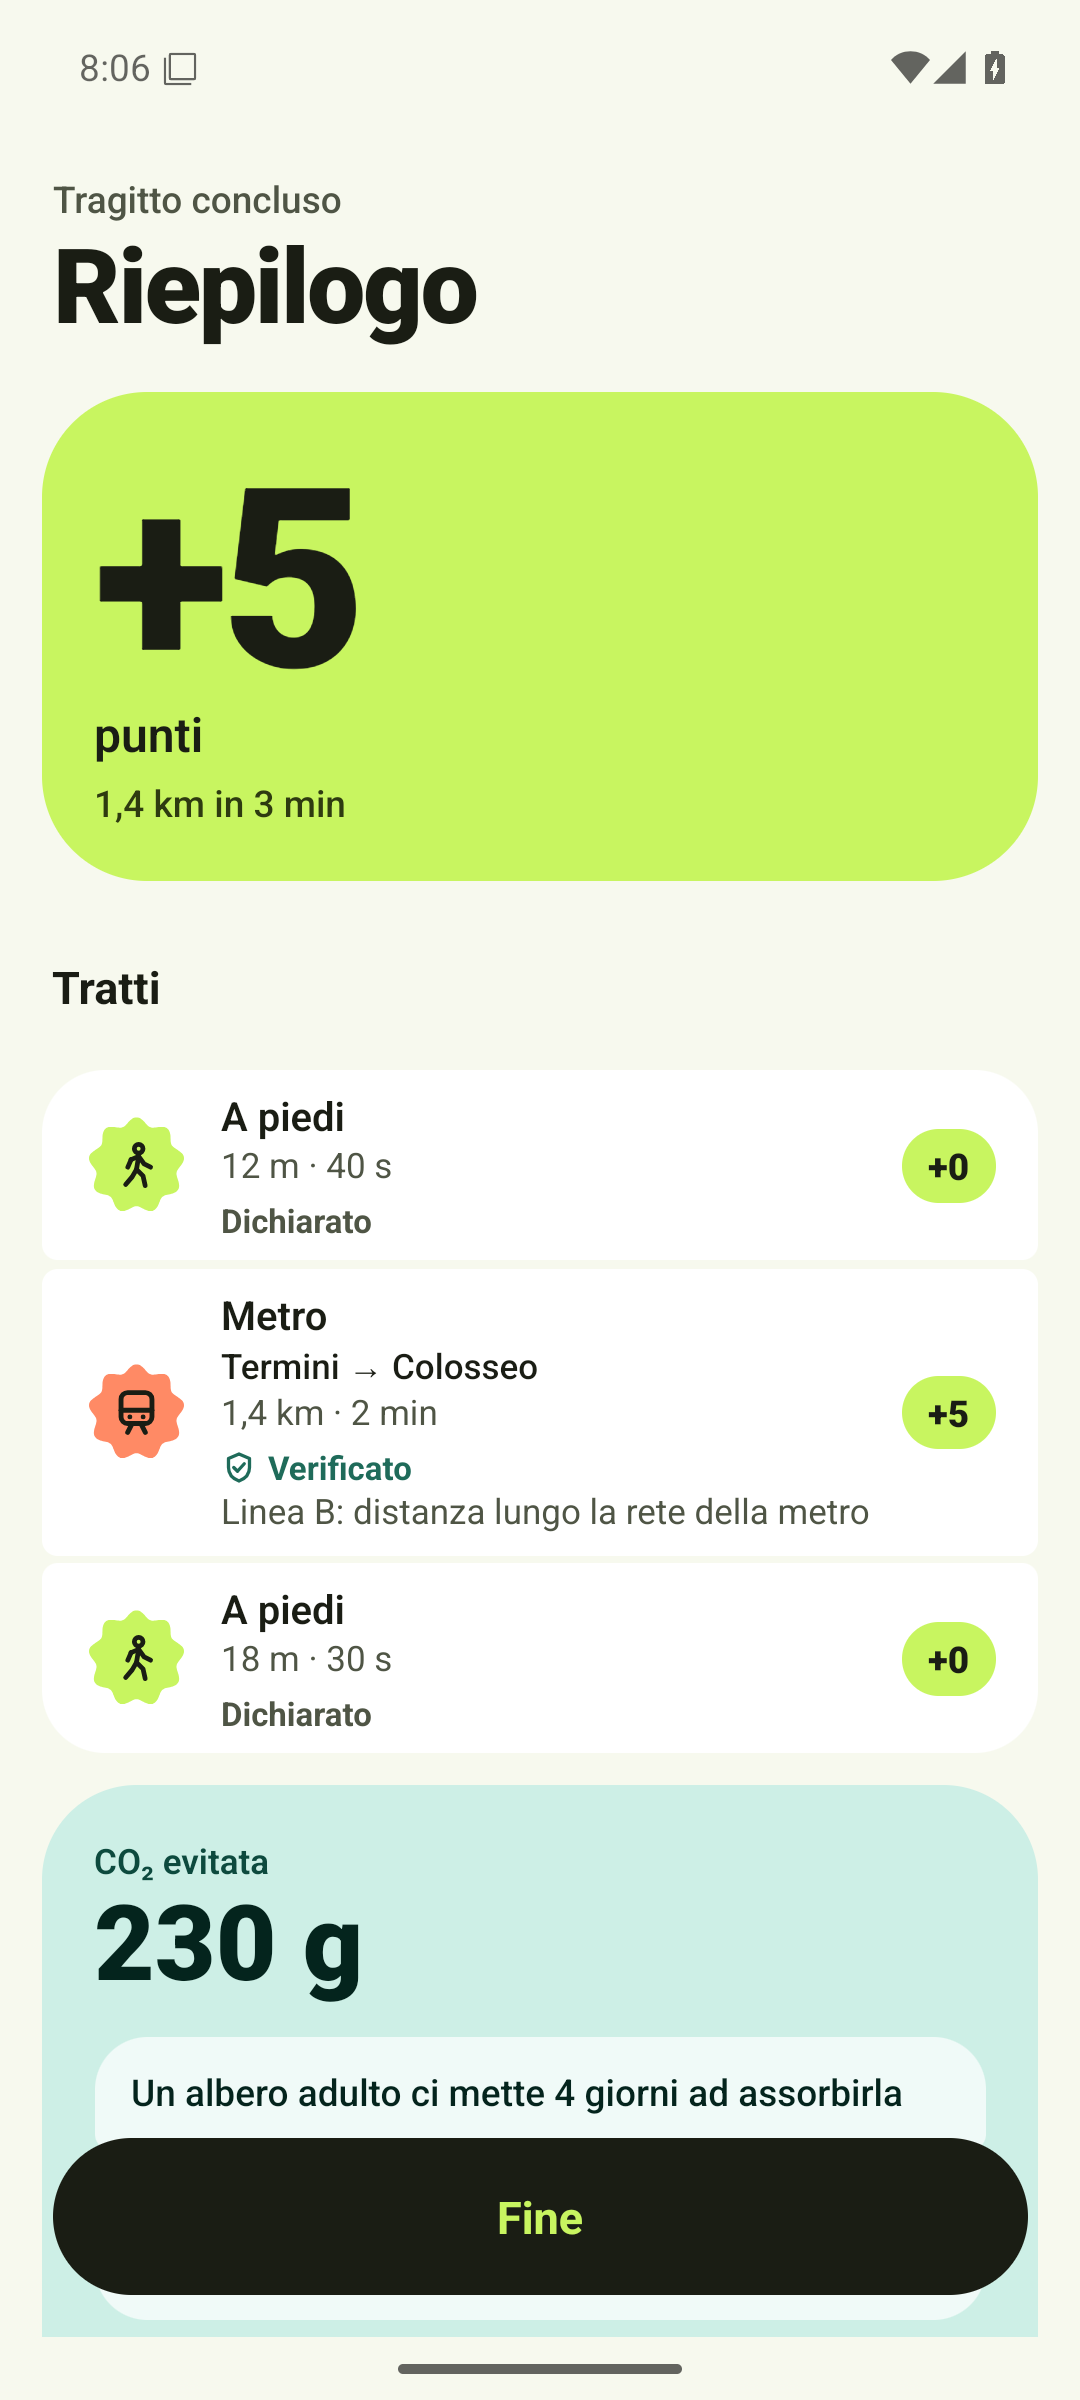 8:06
Tragitto concluso
Riepilogo
+5
punti
1,4 km in 3 min
Tratti
A piedi
12 m · 40 s
Dichiarato
+0
Metro
Termini → Colosseo
1,4 km · 2 min
Verificato
Linea B: distanza lungo la rete della metro
+5
A piedi
18 m · 30 s
Dichiarato
+0
CO₂ evitata
230 g
Un albero adulto ci mette 4 giorni ad assorbirla
Fine